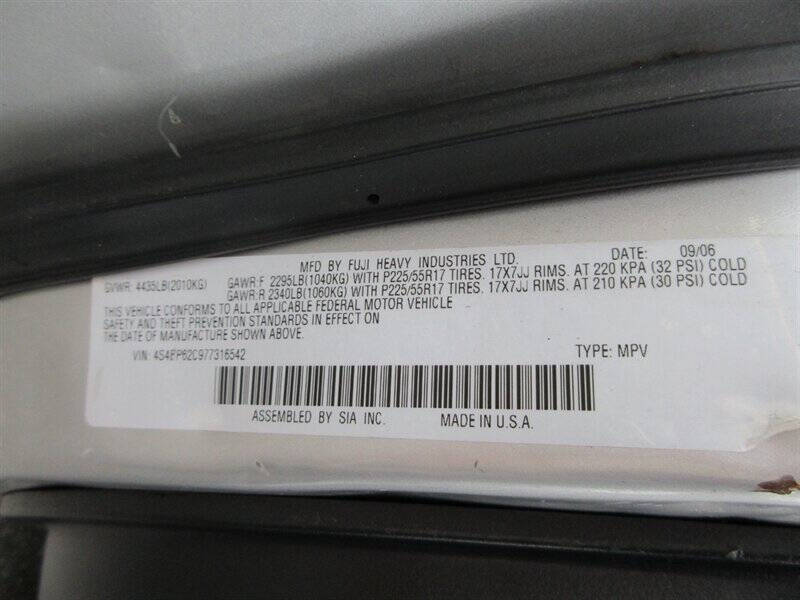 MFD BY FUJI HEAVY INDUSTRIES LTD. DATE: 09/06
GVWR: 4435LB(2010KG) GAWR:F 2295LB(1040KG) WITH P225/55R17 TIRES. 17X7JJ RIMS. AT 220 KPA (32 PSI) COLD
GAWR:R 2340LB(1060KG) WITH P225/55R17 TIRES. 17X7JJ RIMS. AT 210 KPA (30 PSI) COLD
THIS VEHICLE CONFORMS TO ALL APPLICABLE FEDERAL MOTOR VEHICLE
SAFETY AND THEFT PREVENTION STANDARDS IN EFFECT ON
THE DATE OF MANUFACTURE SHOWN ABOVE.
VIN: 4S4BP62C977316542 TYPE: MPV
ASSEMBLED BY SIA INC. MADE IN U.S.A.